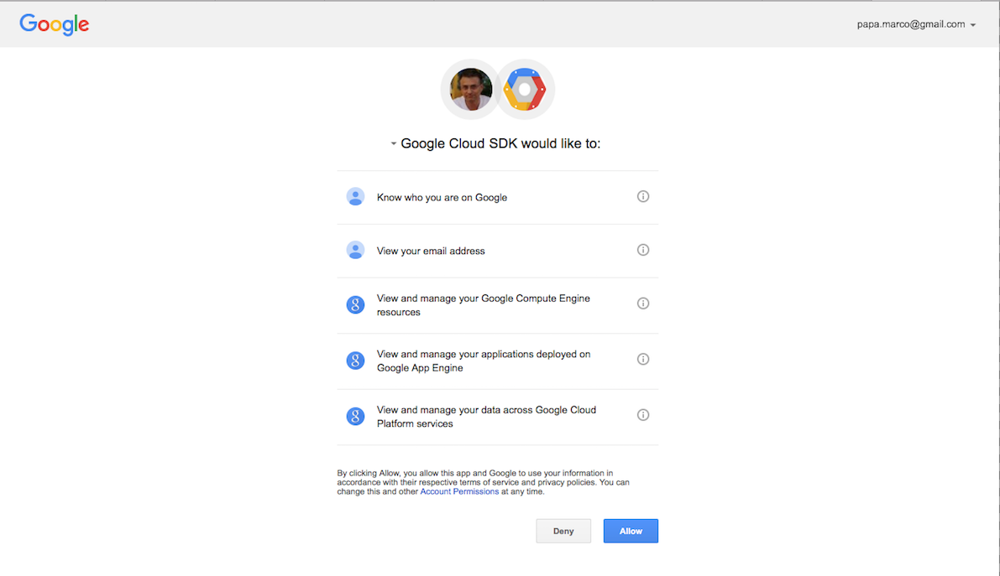 Google
papa.marco@gmail.com
Google Cloud SDK would like to:
Know who you are on Google
View your email address
View and manage your Google Compute Engine
resources
View and manage your applications deployed on
Google App Engine
View and manage your data across Google Cloud
Platform services
By clicking Allow, you allow this app and Google to use your information in
accordance with their respective terms of service and privacy policies. You can
change this and other Account Permissions at any time.
Deny
Allow